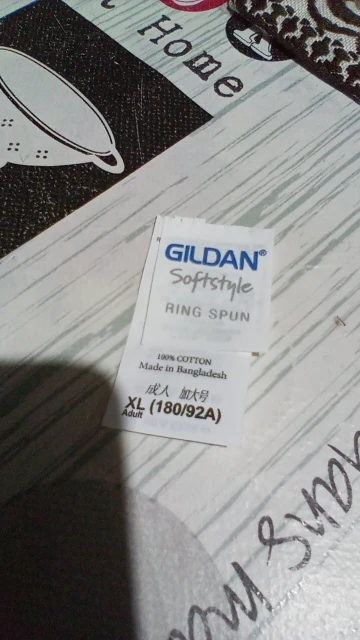 Home
GILDAN®
Softstyle
RING SPUN
100% COTTON
Made in Bangladesh
成人 加大号
XL (180/92A)
Adult